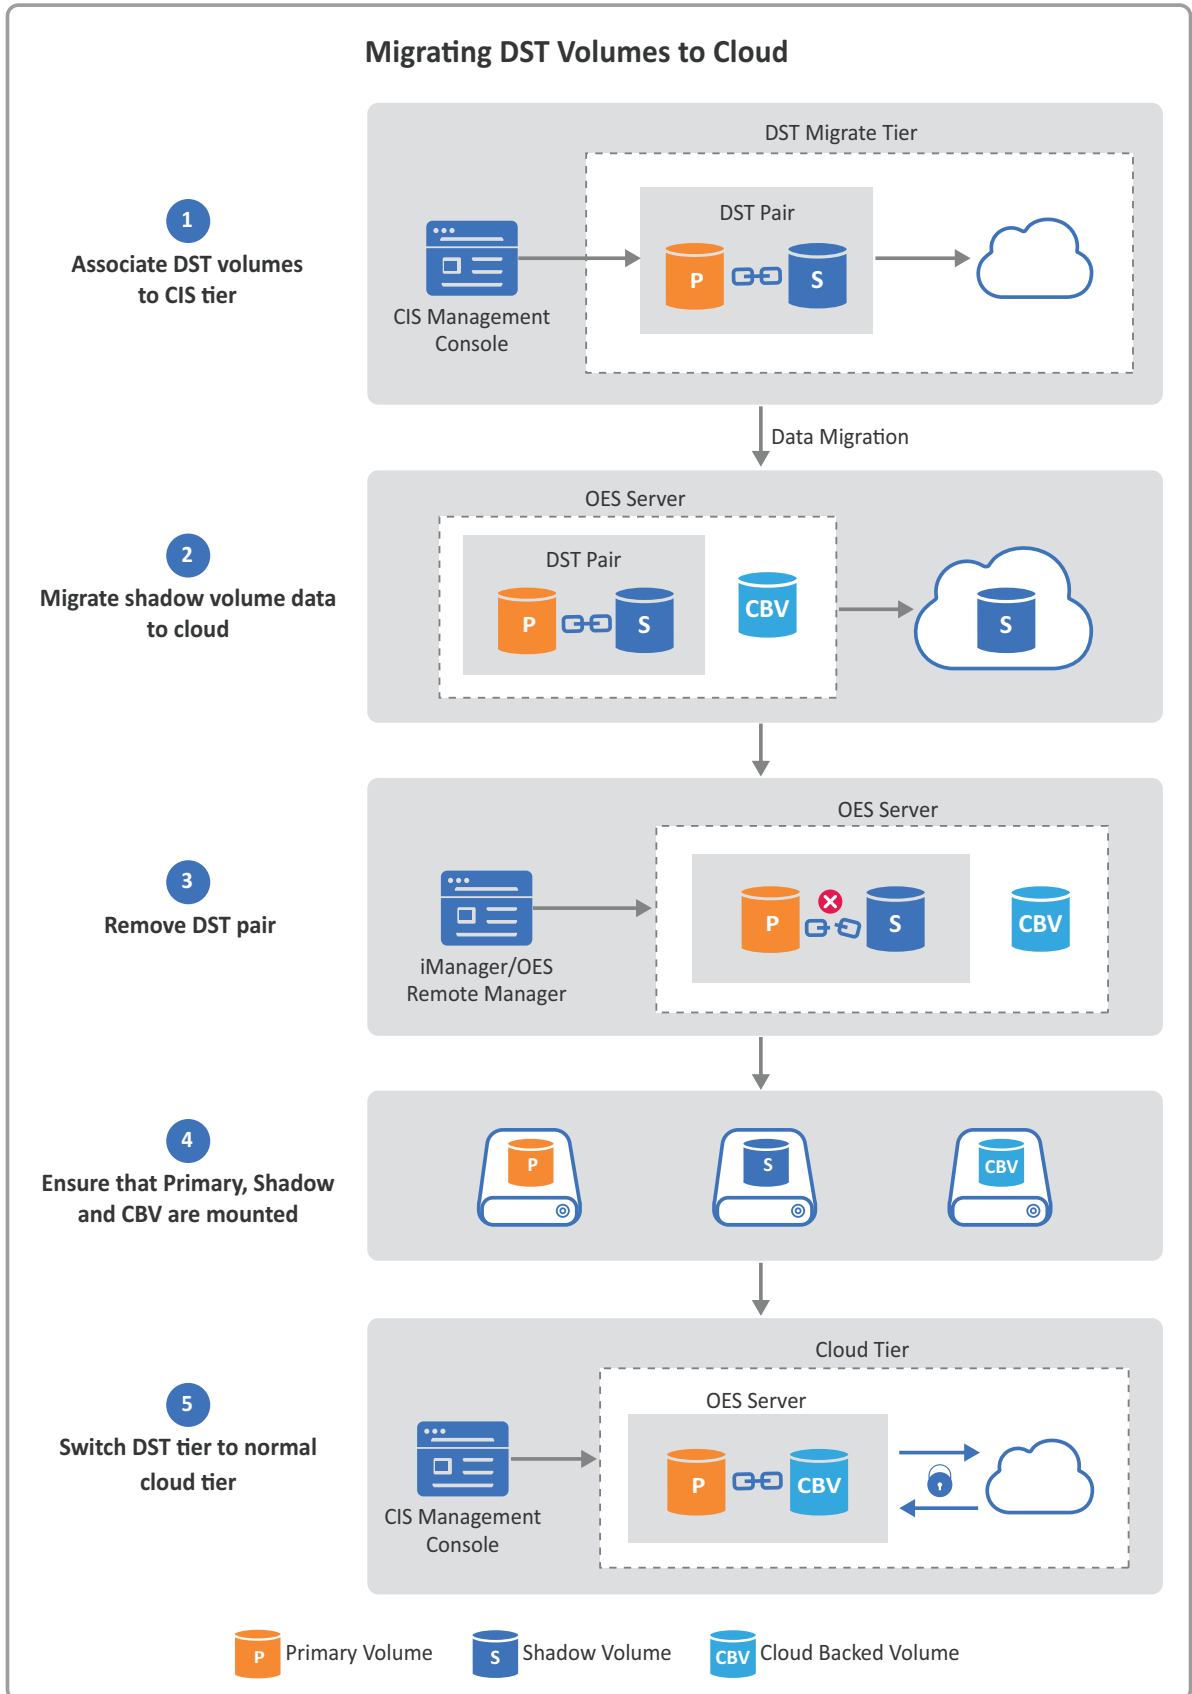 Migrating DST Volumes to Cloud
1
Associate DST volumes
to CIS tier
DST Migrate Tier
DST Pair
P
S
CIS Management
Console
Data Migration
2
Migrate shadow volume data
to cloud
OES Server
DST Pair
P
S
CBV
S
3
Remove DST pair
OES Server
P
S
CBV
iManager/OES
Remote Manager
4
Ensure that Primary, Shadow
and CBV are mounted
P
S
CBV
5
Switch DST tier to normal
cloud tier
Cloud Tier
OES Server
P
CBV
CIS Management
Console
P Primary Volume
S Shadow Volume
CBV Cloud Backed Volume